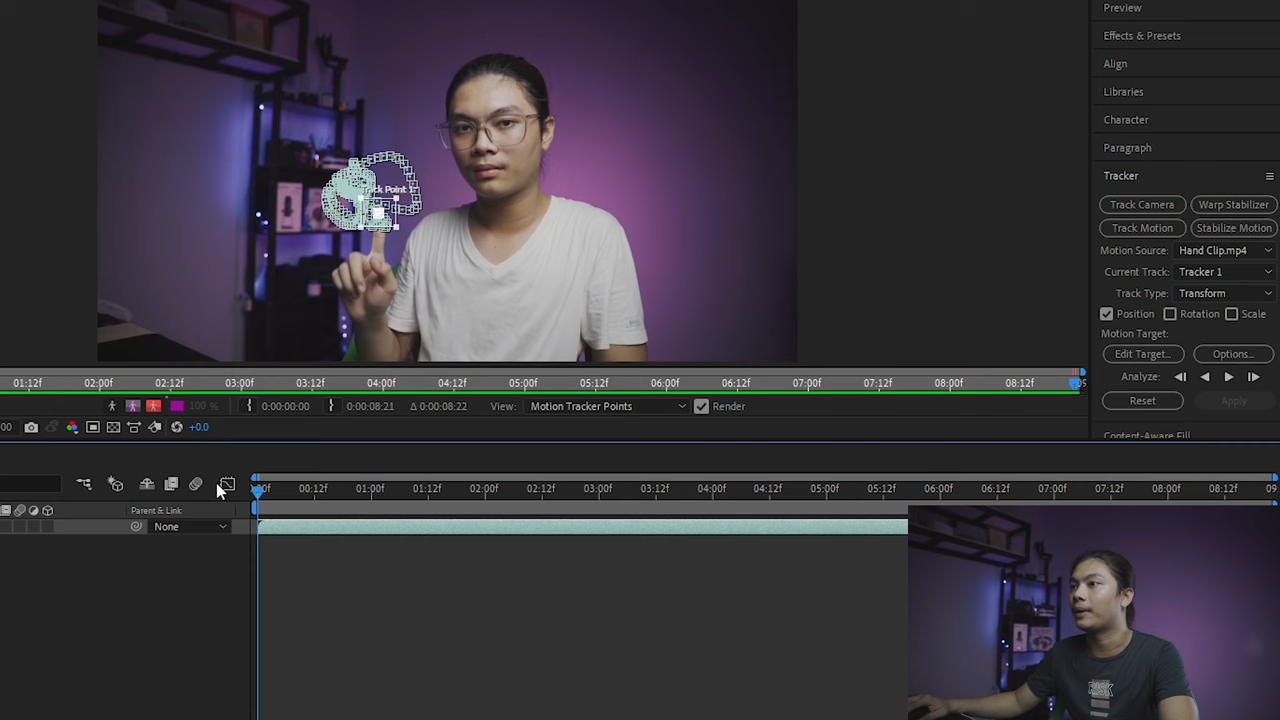 Preview
Effects & Presets
Align
Libraries
Character
Paragraph
Tracker
Track Point 1
Track Camera Warp Stabilizer
Track Motion Stabilize Motion
Motion Source: Hand Clip.mp4
Current Track: Tracker 1
Track Type: Transform
Position Rotation Scale
Motion Target:
Edit Target... Options...
Analyze:
Reset Apply
Content-Aware Fill
01:12f 02:00f 02:12f 03:00f 03:12f 04:00f 04:12f 05:00f 05:12f 06:00f 06:12f 07:00f 07:12f 08:00f 08:12f
100 % 0:00:00:00 0:00:08:21 Δ 0:00:08:22 View: Motion Tracker Points Render
+0.0
00:12f 01:00f 01:12f 02:00f 02:12f 03:00f 03:12f 04:00f 04:12f 05:00f 05:12f 06:00f 06:12f 07:00f 07:12f 08:00f 08:12f 09
Parent & Link
None
RISK